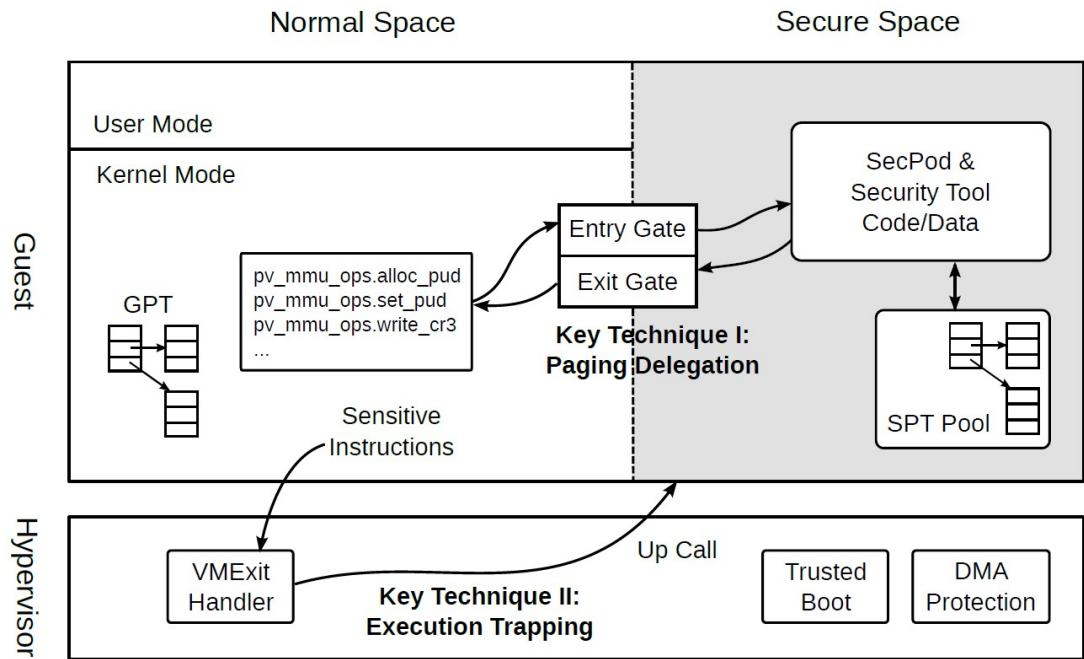 Normal Space
Secure Space
User Mode
Kernel Mode
Guest
GPT
pv_mmu_ops.alloc_pud
pv_mmu_ops.set_pud
pv_mmu_ops.write_cr3
...
Entry Gate
Exit Gate
SecPod &
Security Tool
Code/Data
Key Technique I:
Paging Delegation
SPT Pool
Sensitive
Instructions
Hypervisor
VMExit
Handler
Up Call
Key Technique II:
Execution Trapping
Trusted
Boot
DMA
Protection